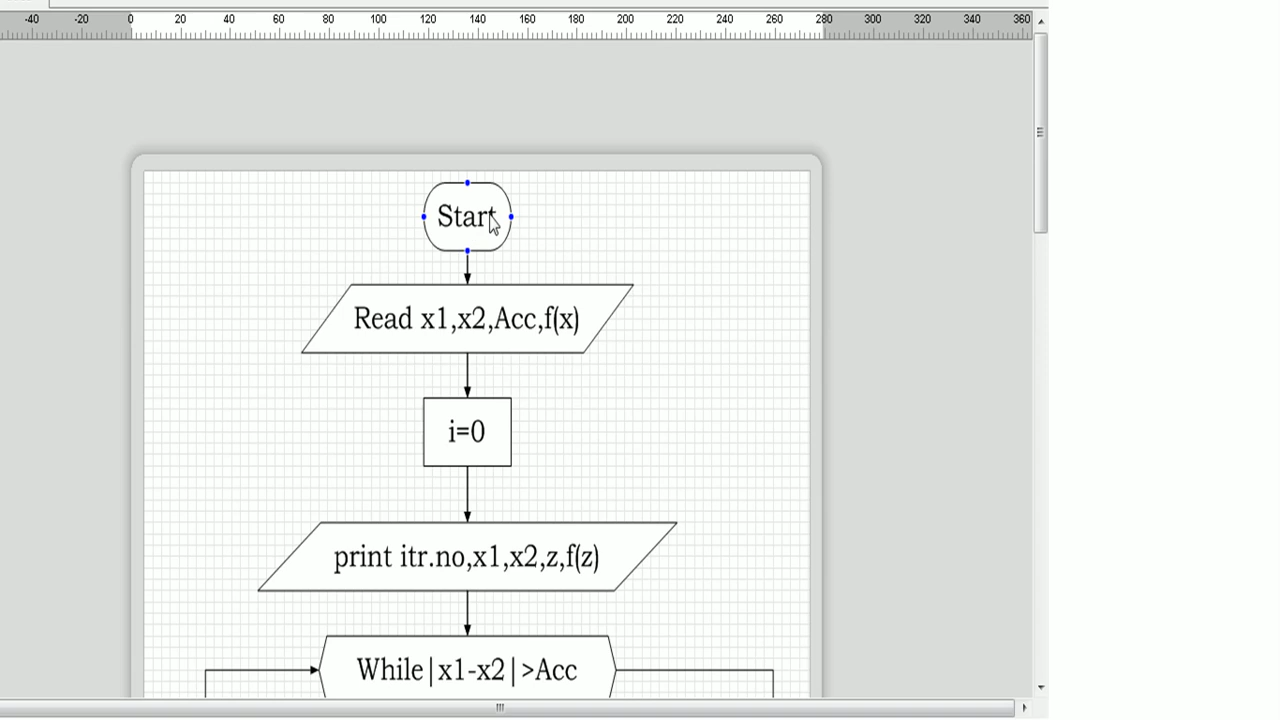 -40 -20 0 20 40 60 80 100 120 140 160 180 200 220 240 260 280 300 320 340 360
Start
Read x1,x2,Acc,f(x)
i=0
print itr.no,x1,x2,z,f(z)
While|x1-x2|>Acc